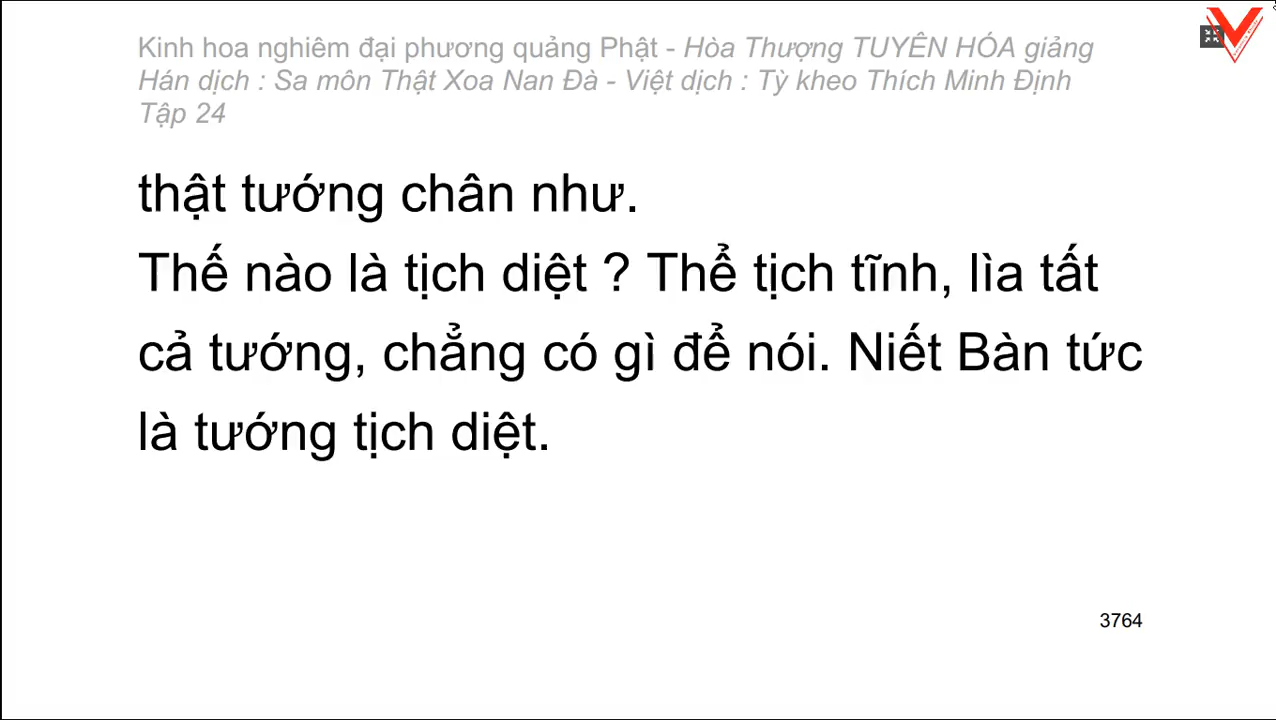 Kinh hoa nghiêm đại phương quảng Phật - Hòa Thượng TUYÊN HÓA giảng
Hán dịch : Sa môn Thật Xoa Nan Đà - Việt dịch : Tỳ kheo Thích Minh Định
Tập 24
thật tướng chân như.
Thế nào là tịch diệt ? Thể tịch tĩnh, lìa tất
cả tướng, chẳng có gì để nói. Niết Bàn tức
là tướng tịch diệt.
3764